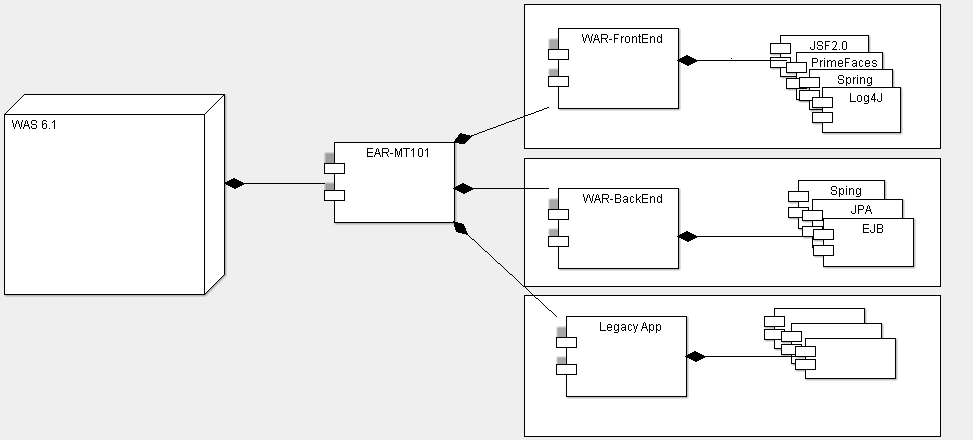 WAS 6.1
EAR-MT101
WAR-FrontEnd
JSF2.0
PrimeFaces
Spring
Log4J
WAR-BackEnd
Sping
JPA
EJB
Legacy App